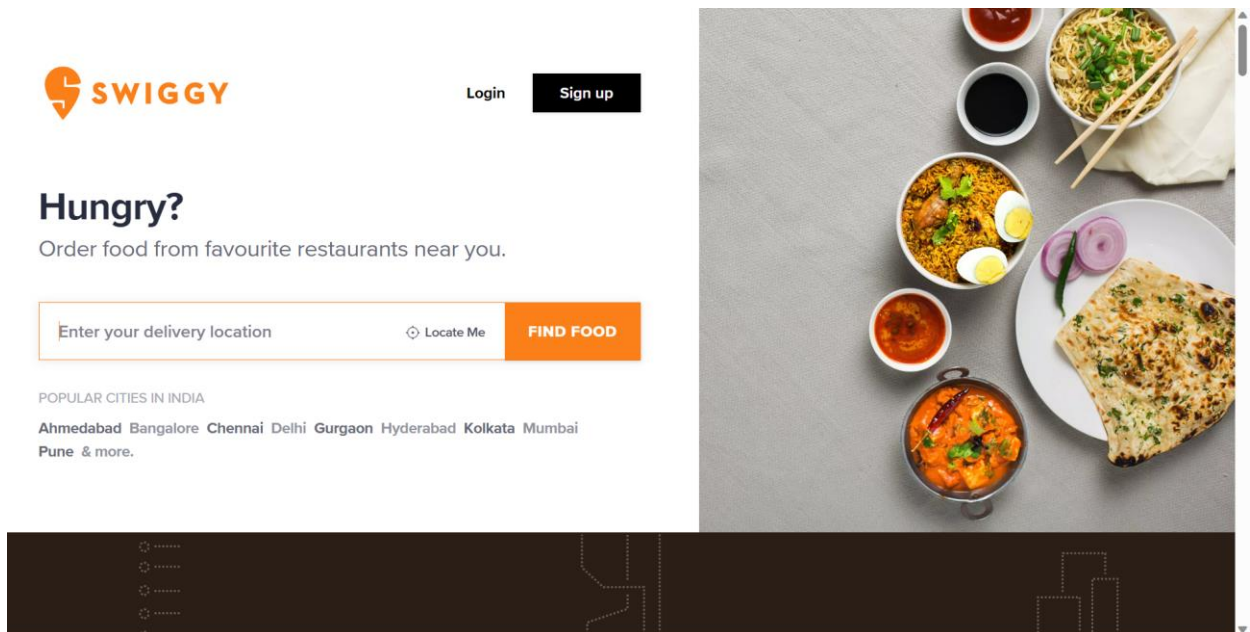 SWIGGY
Login
Sign up
Hungry?
Order food from favourite restaurants near you.
Enter your delivery location
Locate Me
FIND FOOD
POPULAR CITIES IN INDIA
Ahmedabad Bangalore Chennai Delhi Gurgaon Hyderabad Kolkata Mumbai
Pune & more.